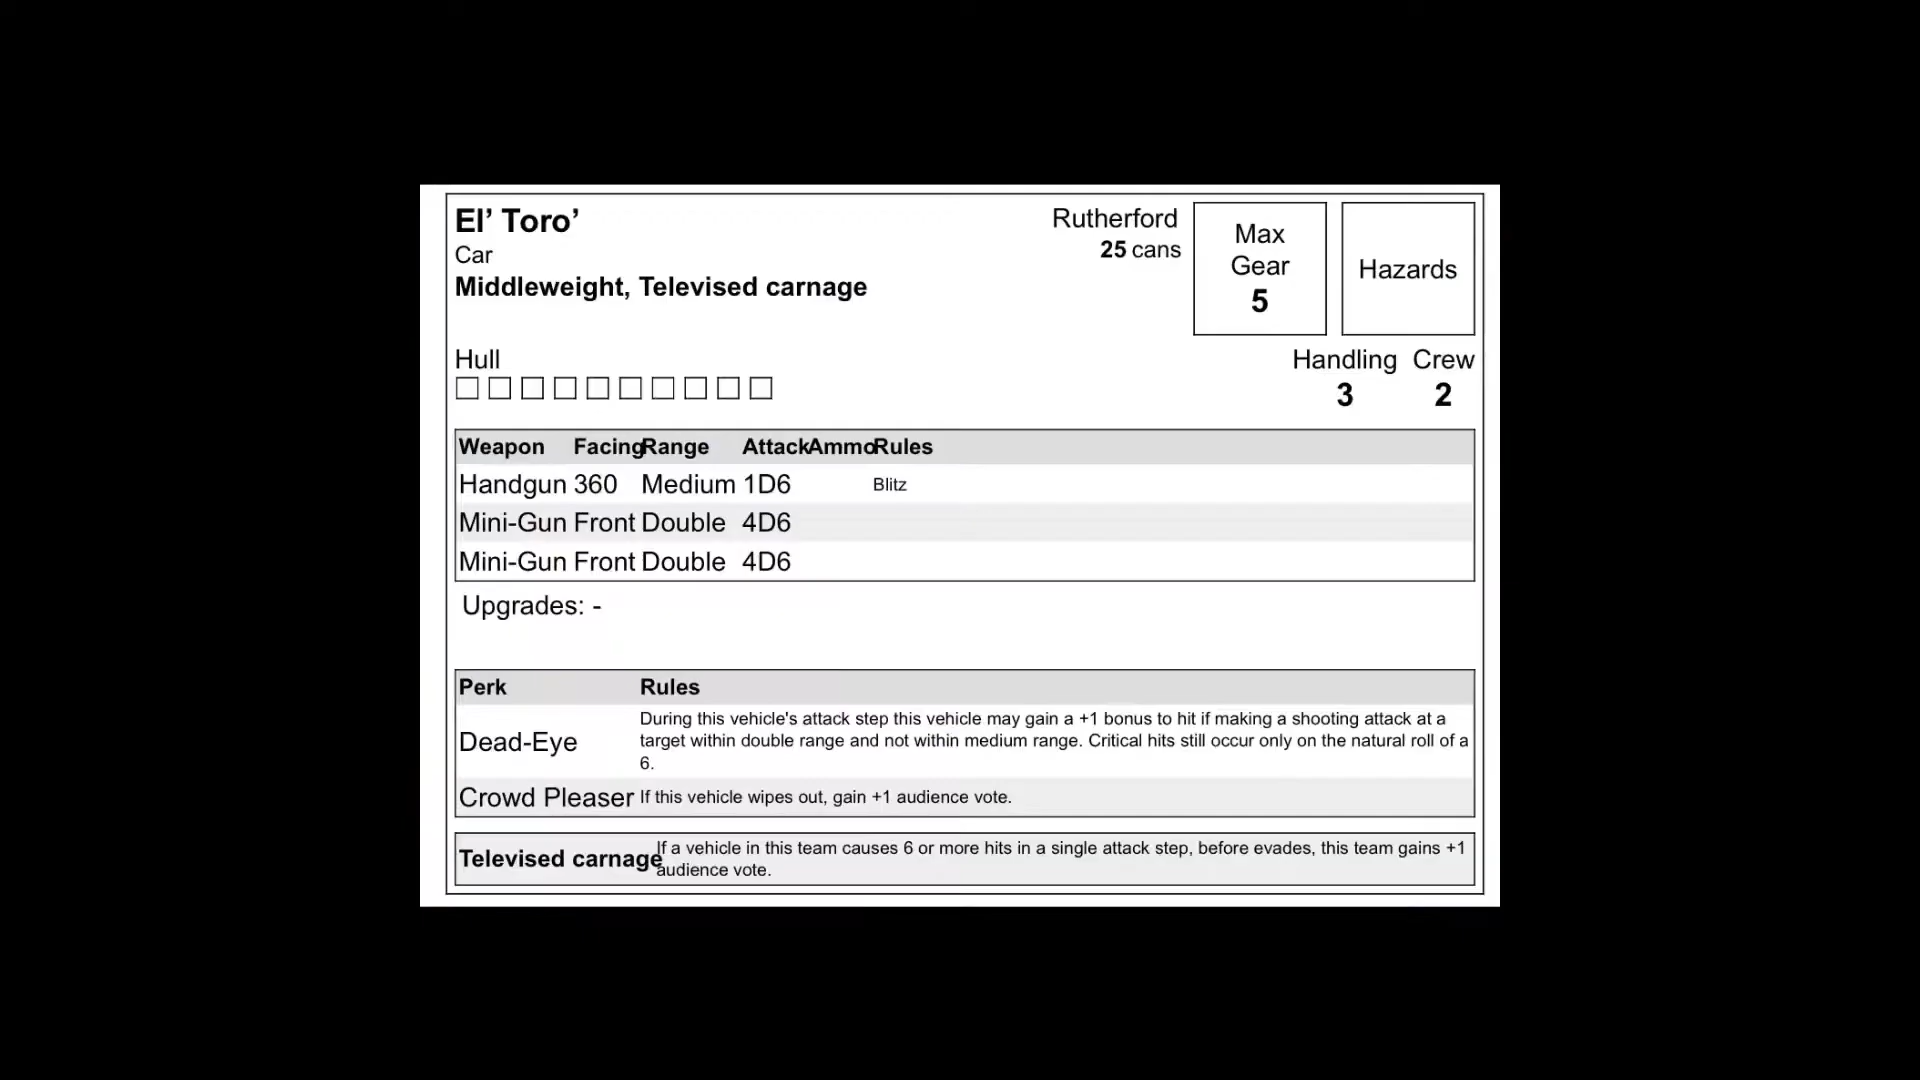 El’ Toro’
Rutherford
25 cans
Car
Middleweight, Televised carnage
Max
Gear
5
Hazards
Hull
Handling Crew
3 2
Weapon Facing Range Attack Ammo Rules
Handgun 360 Medium 1D6 Blitz
Mini-Gun Front Double 4D6
Mini-Gun Front Double 4D6
Upgrades: -
Perk Rules
Dead-Eye
During this vehicle's attack step this vehicle may gain a +1 bonus to hit if making a shooting attack at a
target within double range and not within medium range. Critical hits still occur only on the natural roll of a
6.
Crowd Pleaser If this vehicle wipes out, gain +1 audience vote.
Televised carnage
If a vehicle in this team causes 6 or more hits in a single attack step, before evades, this team gains +1
audience vote.